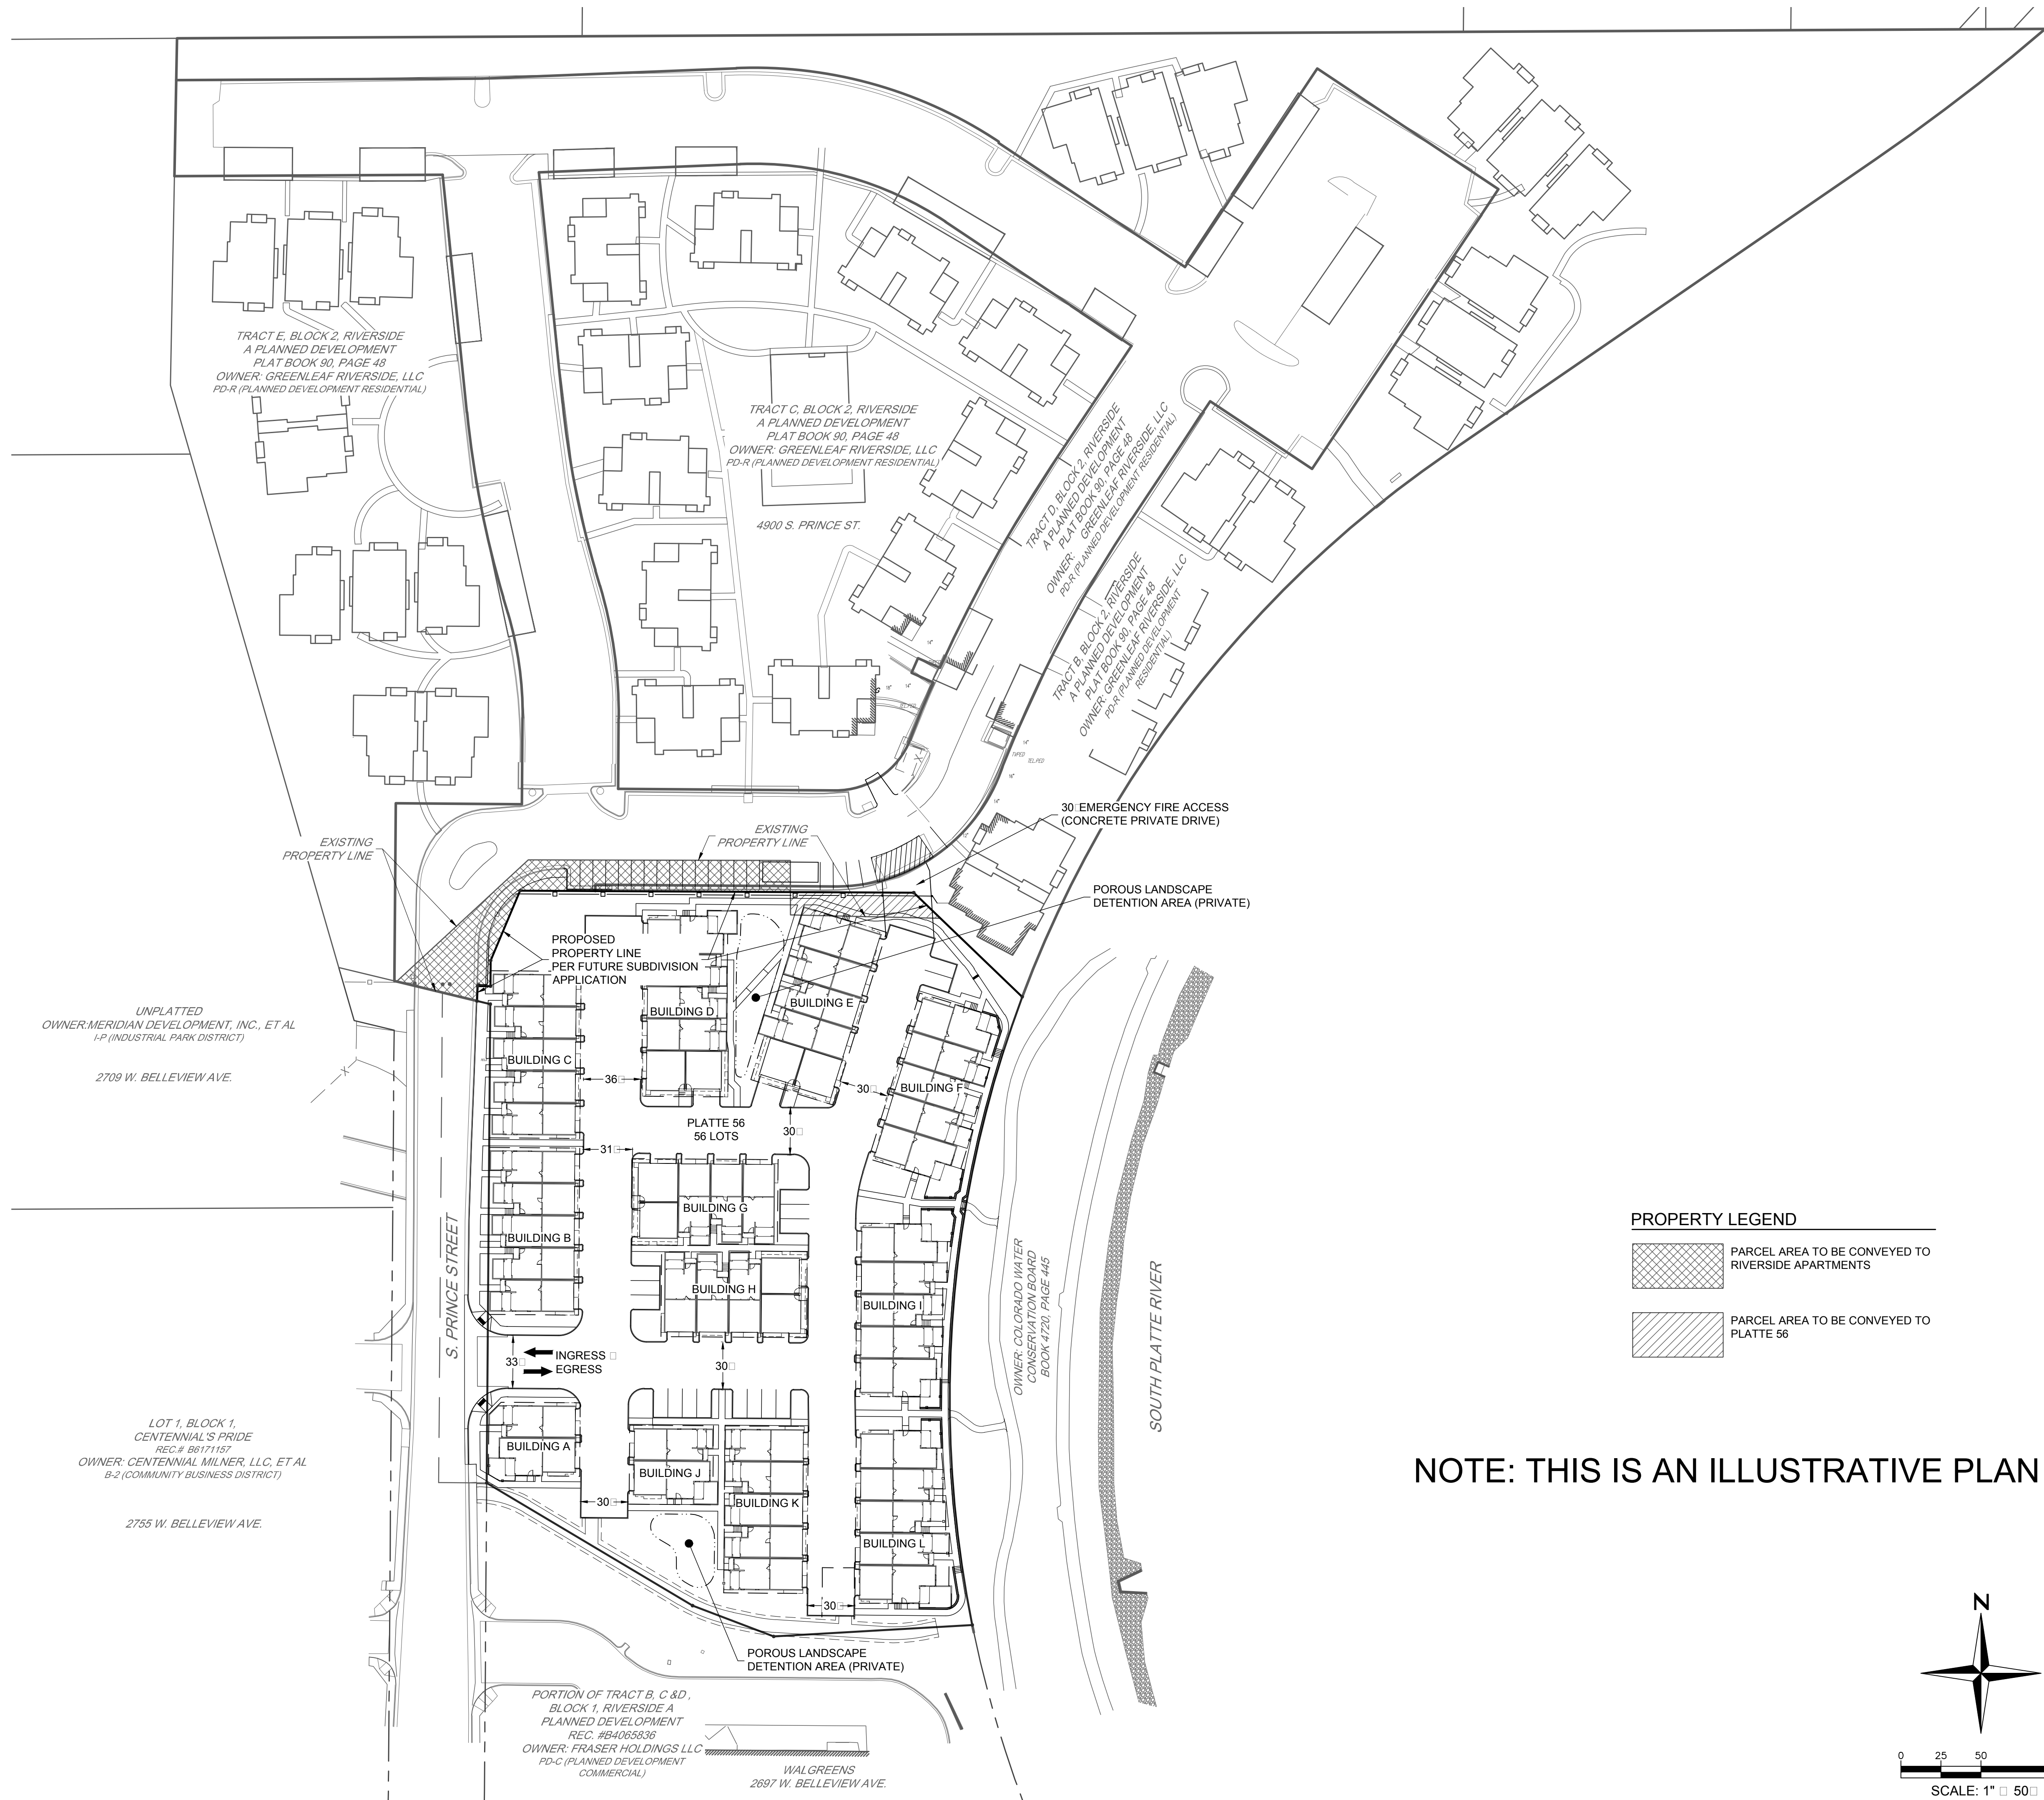 TRACT E, BLOCK 2, RIVERSIDE
A PLANNED DEVELOPMENT
PLAT BOOK 90, PAGE 48
OWNER: GREENLEAF RIVERSIDE, LLC
PD-R (PLANNED DEVELOPMENT RESIDENTIAL)
TRACT C, BLOCK 2, RIVERSIDE
A PLANNED DEVELOPMENT
PLAT BOOK 90, PAGE 48
OWNER: GREENLEAF RIVERSIDE, LLC
PD-R (PLANNED DEVELOPMENT RESIDENTIAL)
4900 S. PRINCE ST.
TRACT D, BLOCK 2, RIVERSIDE
A PLANNED DEVELOPMENT
PLAT BOOK 90, PAGE 48
OWNER: GREENLEAF RIVERSIDE, LLC
PD-R (PLANNED DEVELOPMENT RESIDENTIAL)
TRACT B, BLOCK 2, RIVERSIDE
A PLANNED DEVELOPMENT
PLAT BOOK 90, PAGE 48
OWNER: GREENLEAF RIVERSIDE, LLC
PD-R (PLANNED DEVELOPMENT
RESIDENTIAL)
TEL.PED
30□EMERGENCY FIRE ACCESS
(CONCRETE PRIVATE DRIVE)
EXISTING
PROPERTY LINE
EXISTING
PROPERTY LINE
POROUS LANDSCAPE
DETENTION AREA (PRIVATE)
PROPOSED
PROPERTY LINE
PER FUTURE SUBDIVISION
APPLICATION
UNPLATTED
OWNER:MERIDIAN DEVELOPMENT, INC., ET AL
I-P (INDUSTRIAL PARK DISTRICT)
2709 W. BELLEVIEW AVE.
BUILDING E
BUILDING D
BUILDING C
BUILDING F
36□
30□
PLATTE 56
56 LOTS
30□
31□
BUILDING G
BUILDING B
BUILDING H
BUILDING I
S. PRINCE STREET
OWNER: COLORADO WATER
CONSERVATION BOARD
BOOK 4720, PAGE 445
SOUTH PLATTE RIVER
PROPERTY LEGEND
PARCEL AREA TO BE CONVEYED TO
RIVERSIDE APARTMENTS
PARCEL AREA TO BE CONVEYED TO
PLATTE 56
33□
INGRESS □
EGRESS
30□
LOT 1, BLOCK 1,
CENTENNIAL'S PRIDE
REC.# B6171157
OWNER: CENTENNIAL MILNER, LLC, ET AL
B-2 (COMMUNITY BUSINESS DISTRICT)
2755 W. BELLEVIEW AVE.
BUILDING A
BUILDING J
BUILDING K
30□
BUILDING L
30□
NOTE: THIS IS AN ILLUSTRATIVE PLAN
POROUS LANDSCAPE
DETENTION AREA (PRIVATE)
PORTION OF TRACT B, C &D ,
BLOCK 1, RIVERSIDE A
PLANNED DEVELOPMENT
REC. #B4065836
OWNER: FRASER HOLDINGS LLC
PD-C (PLANNED DEVELOPMENT
COMMERCIAL)
WALGREENS
2697 W. BELLEVIEW AVE.
N
0 25 50
SCALE: 1" □ 50□